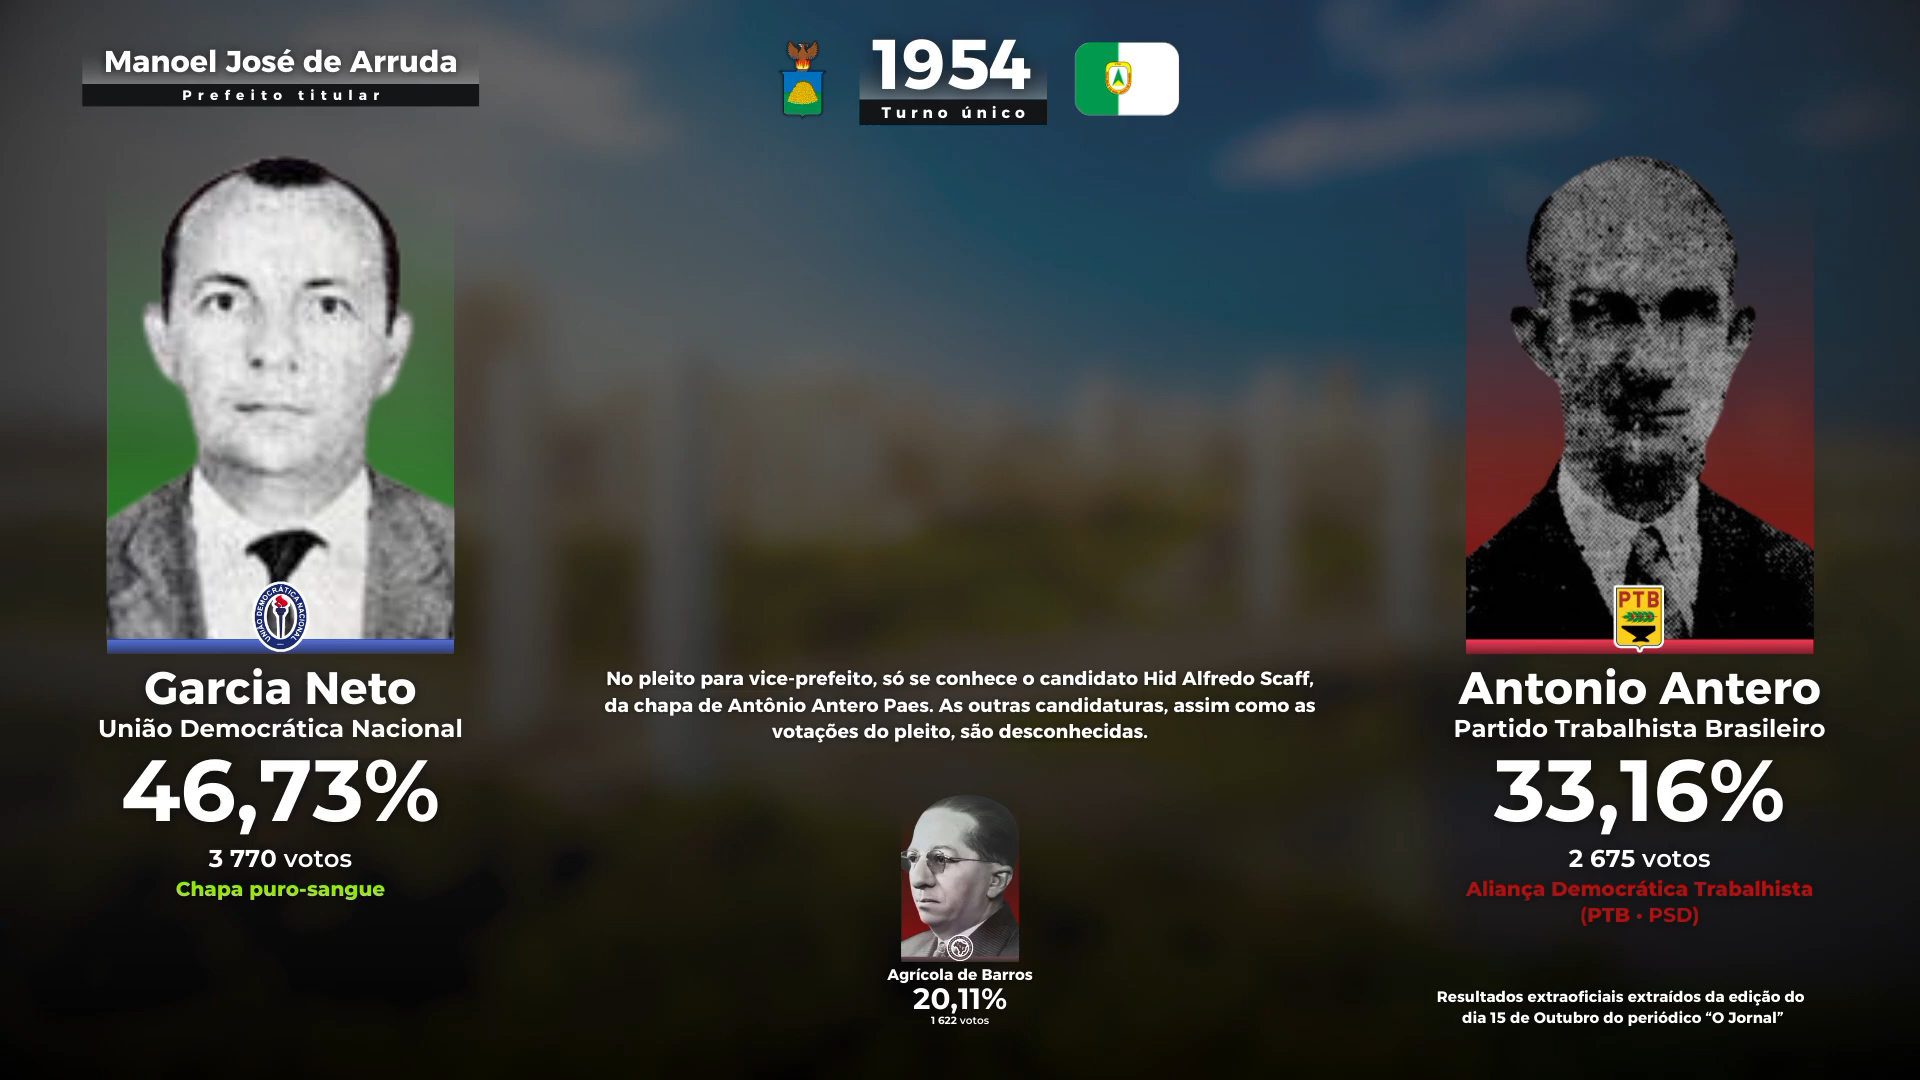 Manoel José de Arruda
Prefeito titular
1954
Turno único
UNIÃO DEMOCRÁTICA NACIONAL
Garcia Neto
União Democrática Nacional
46,73%
3 770 votos
Chapa puro-sangue
No pleito para vice-prefeito, só se conhece o candidato Hid Alfredo Scaff,
da chapa de Antônio Antero Paes. As outras candidaturas, assim como as
votações do pleito, são desconhecidas.
Agrícola de Barros
20,11%
1 622 votos
PTB
Antonio Antero
Partido Trabalhista Brasileiro
33,16%
2 675 votos
Aliança Democrática Trabalhista
(PTB • PSD)
Resultados extraoficiais extraídos da edição do
dia 15 de Outubro do periódico “O Jornal”